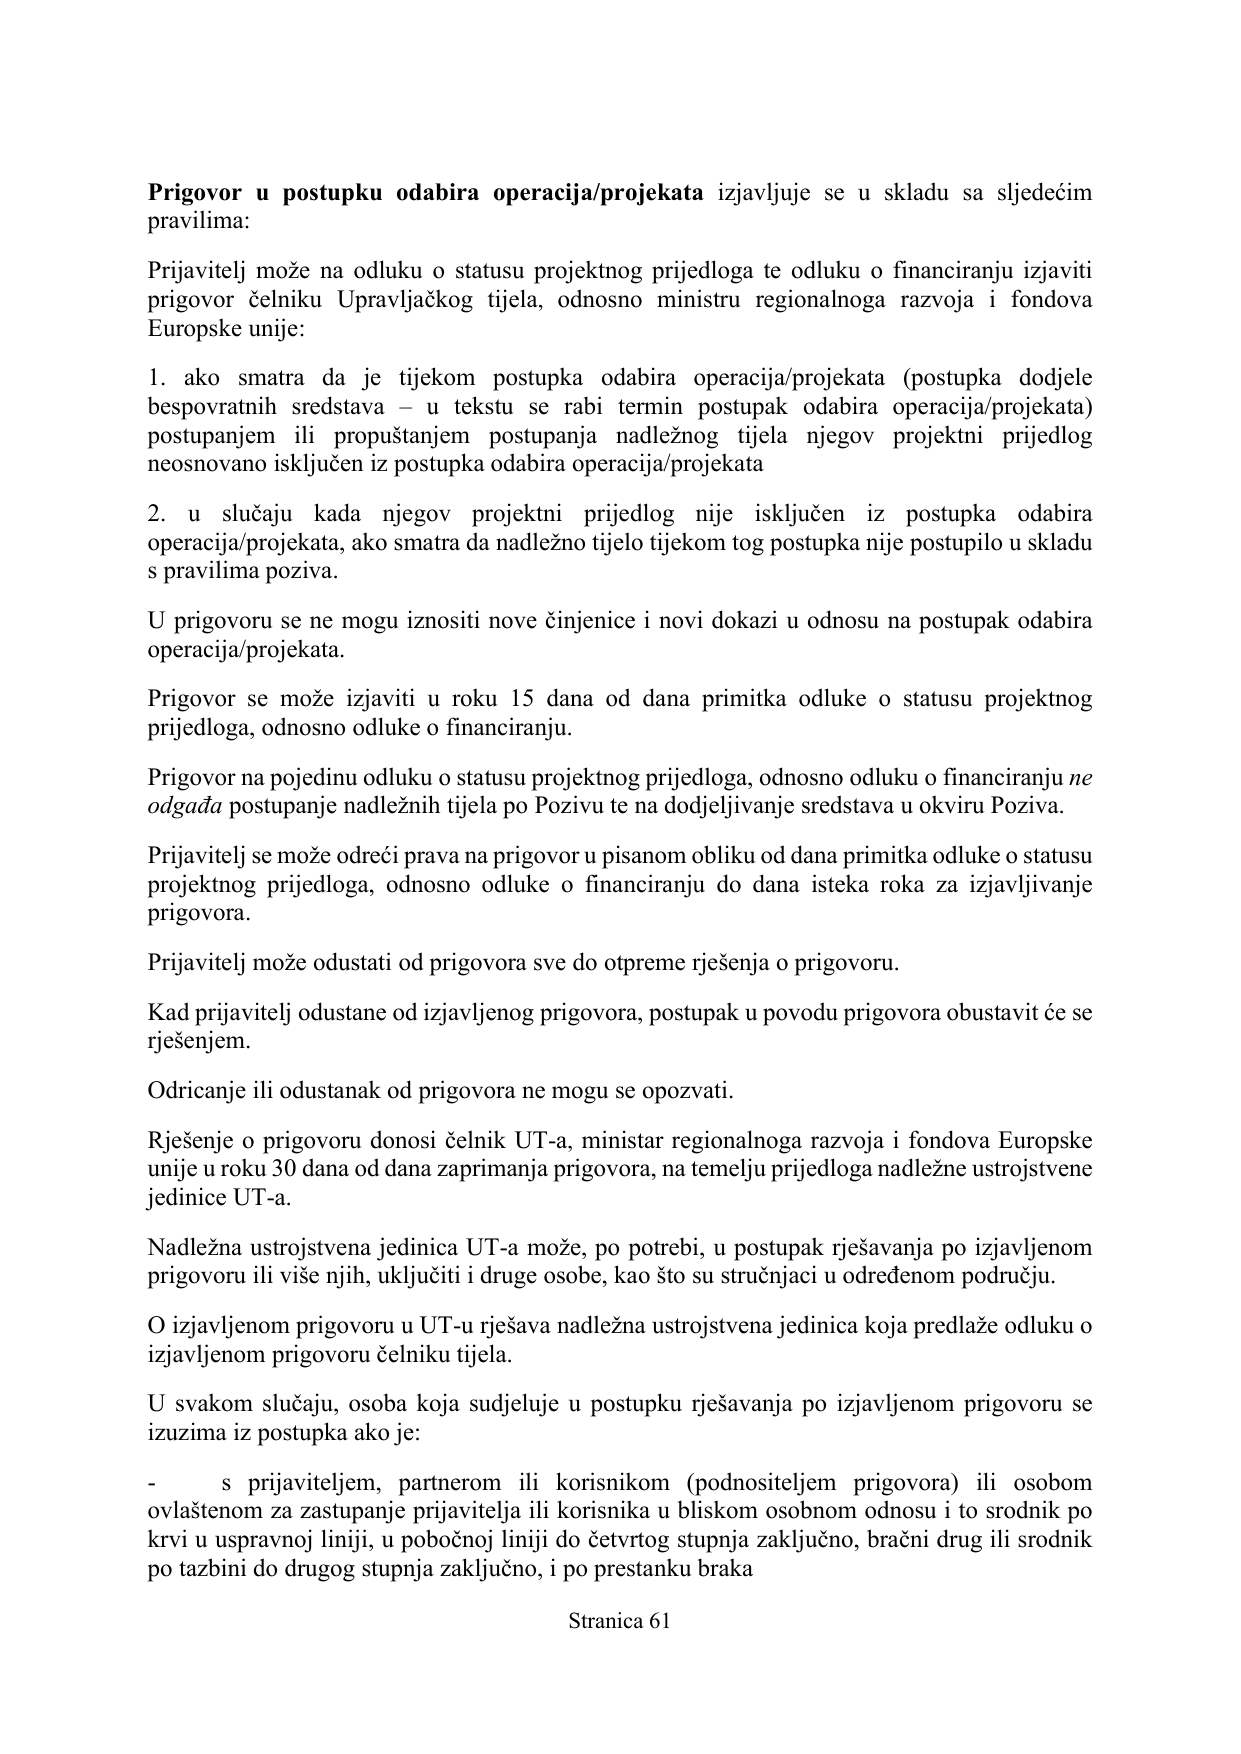 Prigovor u postupku odabira operacija/projekata izjavljuje se u skladu sa sljedećim
pravilima:
Prijavitelj može na odluku o statusu projektnog prijedloga te odluku o financiranju izjaviti
prigovor čelniku Upravljačkog tijela, odnosno ministru regionalnoga razvoja i fondova
Europske unije:
1. ako smatra da je tijekom postupka odabira operacija/projekata (postupka dodjele
bespovratnih sredstava – u tekstu se rabi termin postupak odabira operacija/projekata)
postupanjem ili propuštanjem postupanja nadležnog tijela njegov projektni prijedlog
neosnovano isključen iz postupka odabira operacija/projekata
2. u slučaju kada njegov projektni prijedlog nije isključen iz postupka odabira
operacija/projekata, ako smatra da nadležno tijelo tijekom tog postupka nije postupilo u skladu
s pravilima poziva.
U prigovoru se ne mogu iznositi nove činjenice i novi dokazi u odnosu na postupak odabira
operacija/projekata.
Prigovor se može izjaviti u roku 15 dana od dana primitka odluke o statusu projektnog
prijedloga, odnosno odluke o financiranju.
Prigovor na pojedinu odluku o statusu projektnog prijedloga, odnosno odluku o financiranju ne
odgađa postupanje nadležnih tijela po Pozivu te na dodjeljivanje sredstava u okviru Poziva.
Prijavitelj se može odreći prava na prigovor u pisanom obliku od dana primitka odluke o statusu
projektnog prijedloga, odnosno odluke o financiranju do dana isteka roka za izjavljivanje
prigovora.
Prijavitelj može odustati od prigovora sve do otpreme rješenja o prigovoru.
Kad prijavitelj odustane od izjavljenog prigovora, postupak u povodu prigovora obustavit će se
rješenjem.
Odricanje ili odustanak od prigovora ne mogu se opozvati.
Rješenje o prigovoru donosi čelnik UT-a, ministar regionalnoga razvoja i fondova Europske
unije u roku 30 dana od dana zaprimanja prigovora, na temelju prijedloga nadležne ustrojstvene
jedinice UT-a.
Nadležna ustrojstvena jedinica UT-a može, po potrebi, u postupak rješavanja po izjavljenom
prigovoru ili više njih, uključiti i druge osobe, kao što su stručnjaci u određenom području.
O izjavljenom prigovoru u UT-u rješava nadležna ustrojstvena jedinica koja predlaže odluku o
izjavljenom prigovoru čelniku tijela.
U svakom slučaju, osoba koja sudjeluje u postupku rješavanja po izjavljenom prigovoru se
izuzima iz postupka ako je:
- s prijaviteljem, partnerom ili korisnikom (podnositeljem prigovora) ili osobom
ovlaštenom za zastupanje prijavitelja ili korisnika u bliskom osobnom odnosu i to srodnik po
krvi u uspravnoj liniji, u pobočnoj liniji do četvrtog stupnja zaključno, bračni drug ili srodnik
po tazbini do drugog stupnja zaključno, i po prestanku braka
Stranica 61